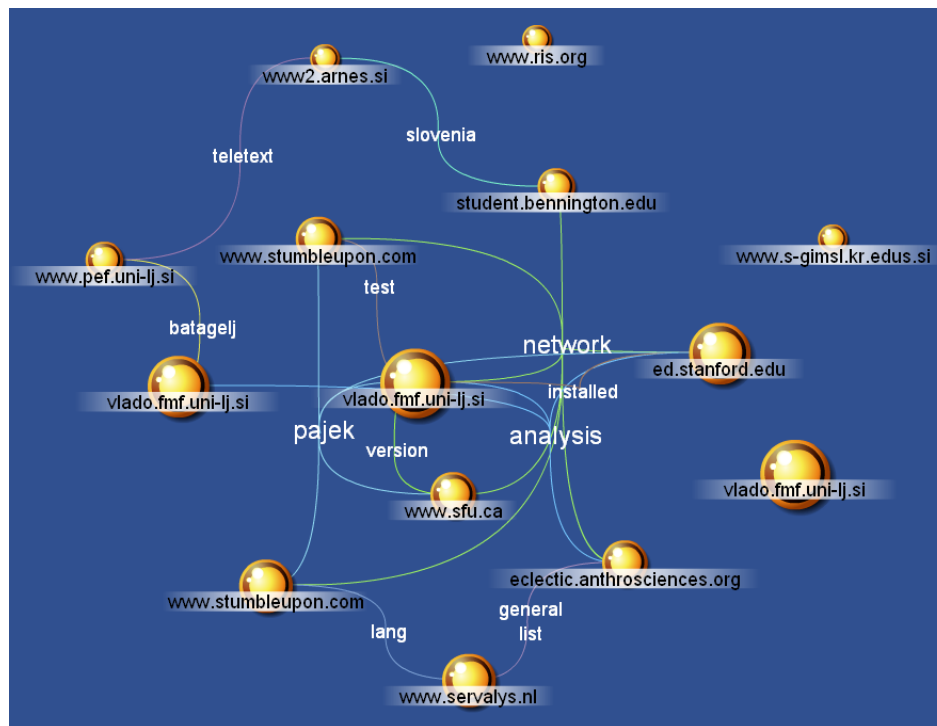 www.ris.org
www2.arnes.si
slovenia
teletext
student.bennington.edu
www.stumbleupon.com
www.s-gimsl.kr.edus.si
www.pef.uni-lj.si
test
batagelj
network
ed.stanford.edu
installed
vlado.fmf.uni-lj.si
vlado.fmf.uni-lj.si
pajek
analysis
version
vlado.fmf.uni-lj.si
www.sfu.ca
eclectic.anthrosciences.org
www.stumbleupon.com
general
list
lang
www.servalys.nl